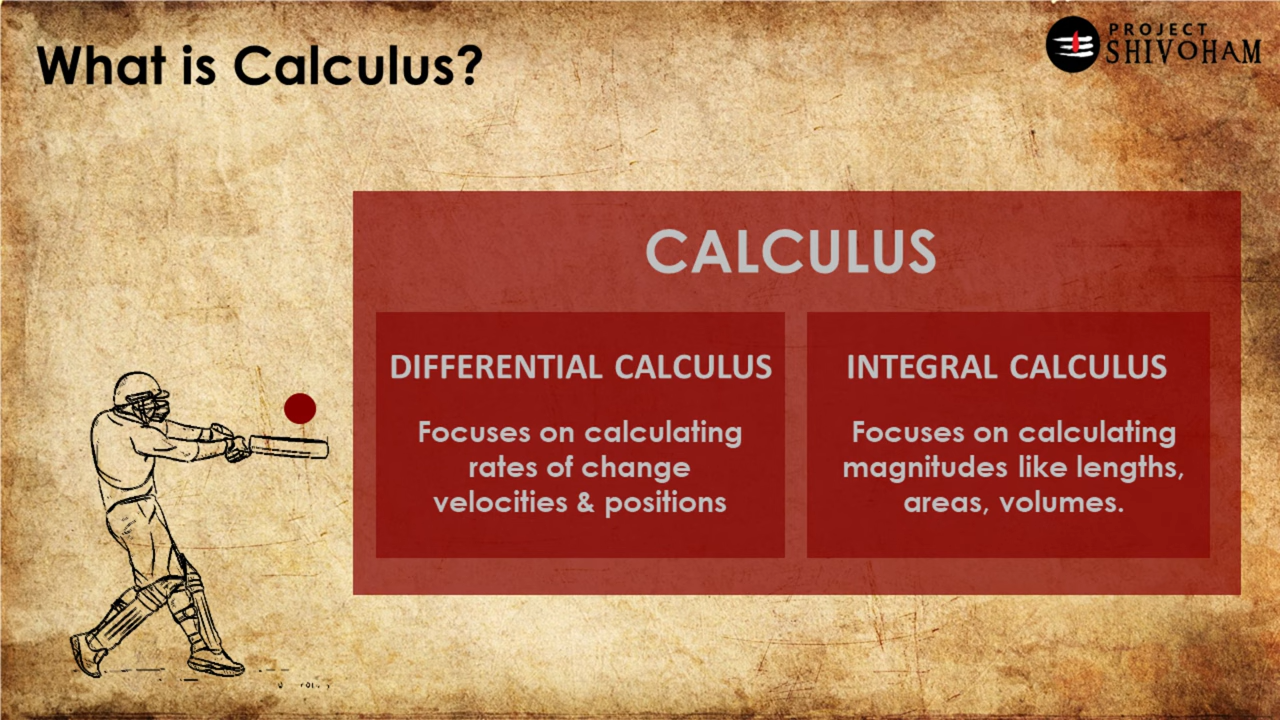 What is Calculus?
PROJECT
SHIVOHAM
CALCULUS
DIFFERENTIAL CALCULUS
Focuses on calculating
rates of change
velocities & positions
INTEGRAL CALCULUS
Focuses on calculating
magnitudes like lengths,
areas, volumes.